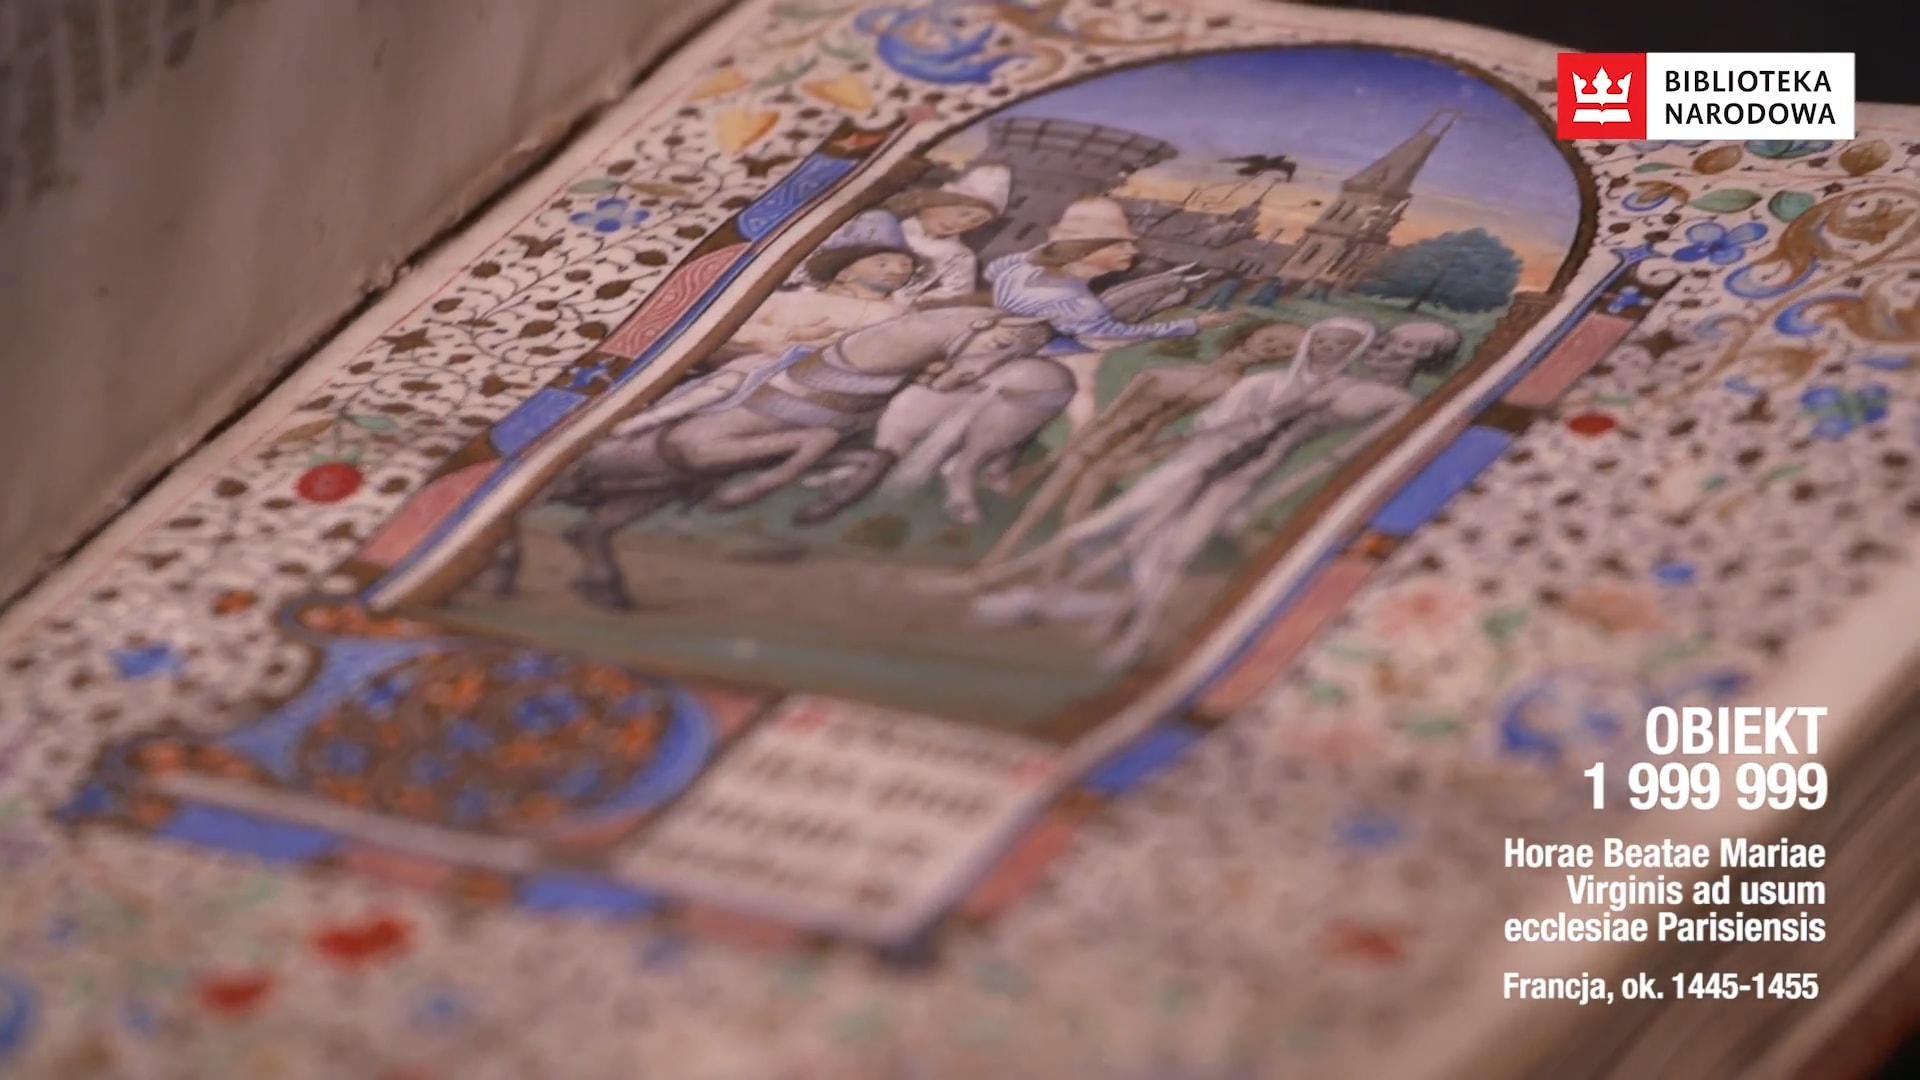 BIBLIOTEKA
NARODOWA
OBIEKT
1 999 999
Horae Beatae Mariae
Virginis ad usum
ecclesiae Parisiensis
Francja, ok. 1445-1455